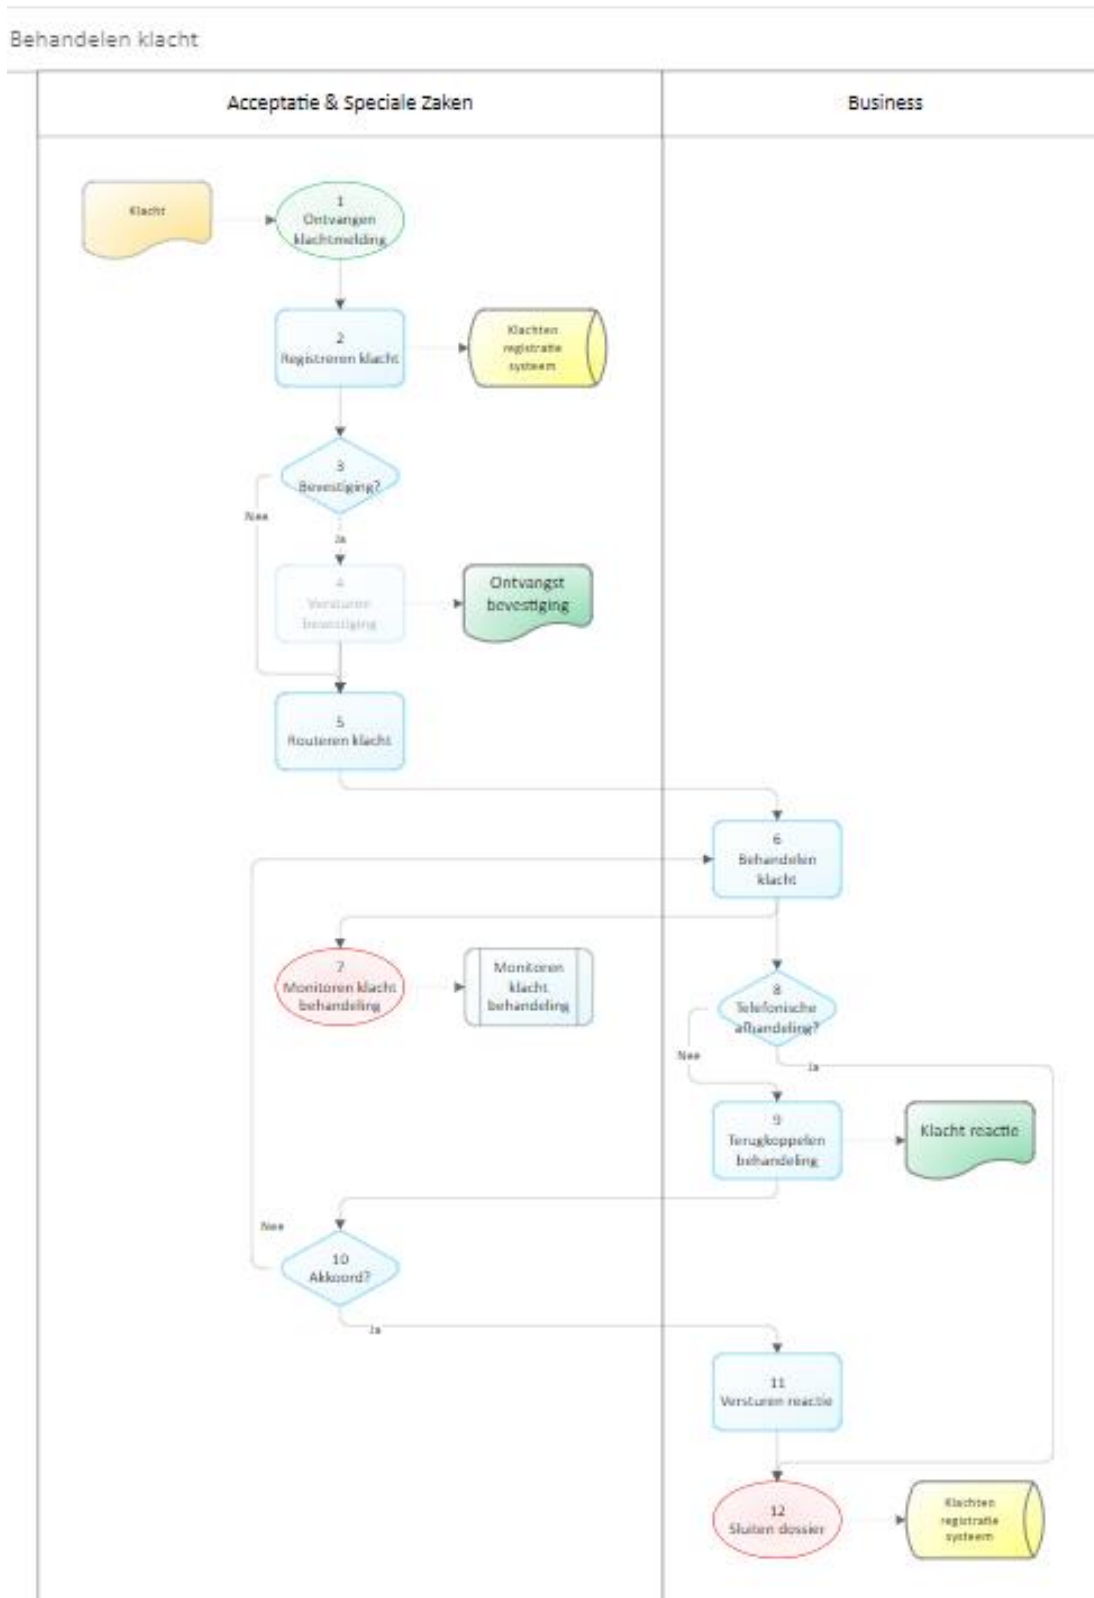 Behandelen klacht
Acceptatie & Speciale Zaken
Business
Klacht
1
Ontvangen
klachtmelding
2
Registreren klacht
Klachten
registratie
systeem
3
Bevestiging?
Nee
Ja
4
Versturen
bevestiging
Ontvangst
bevestiging
5
Routeren klacht
6
Behandelen
klacht
7
Monitoren klacht
behandeling
Monitoren
klacht
behandeling
8
Telefonische
afhandeling?
Nee
Ja
9
Terugkoppelen
behandeling
Klacht reactie
Nee
10
Akkoord?
Ja
11
Versturen reactie
12
Sluiten dossier
Klachten
registratie
systeem